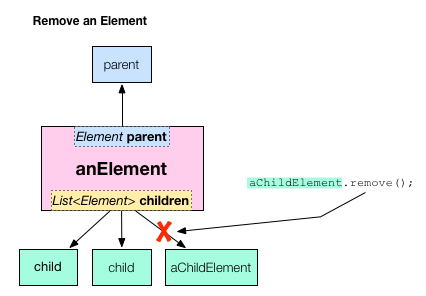 Remove an Element
parent
Element parent
anElement
List<Element> children
aChildElement.remove();
child
child
aChildElement